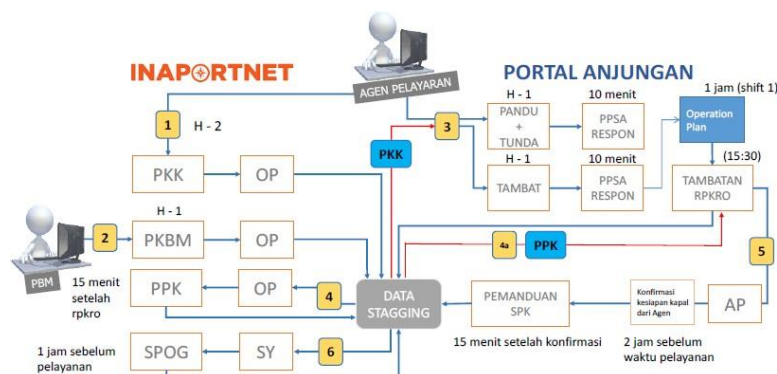 INAPORTNET
AGEN PELAYARAN
PORTAL ANJUNGAN
1
H - 2
PKK
OP
PKK
3
H - 1
PANDU
+
TUNDA
10 menit
PPSA
RESPON
1 jam (shift 1)
Operation
Plan
H - 1
TAMBAT
10 menit
PPSA
RESPON
(15:30)
TAMBATAN
RPKRO
PBM
2
H - 1
PKBM
OP
4a
PPK
5
15 menit
setelah
rpkro
PPK
OP
4
DATA
STAGGING
PEMANDUAN
SPK
Konfirmasi
kesiapan kapal
dari Agen
AP
15 menit setelah konfirmasi
2 jam sebelum
waktu pelayanan
1 jam sebelum
pelayanan
SPOG
SY
6